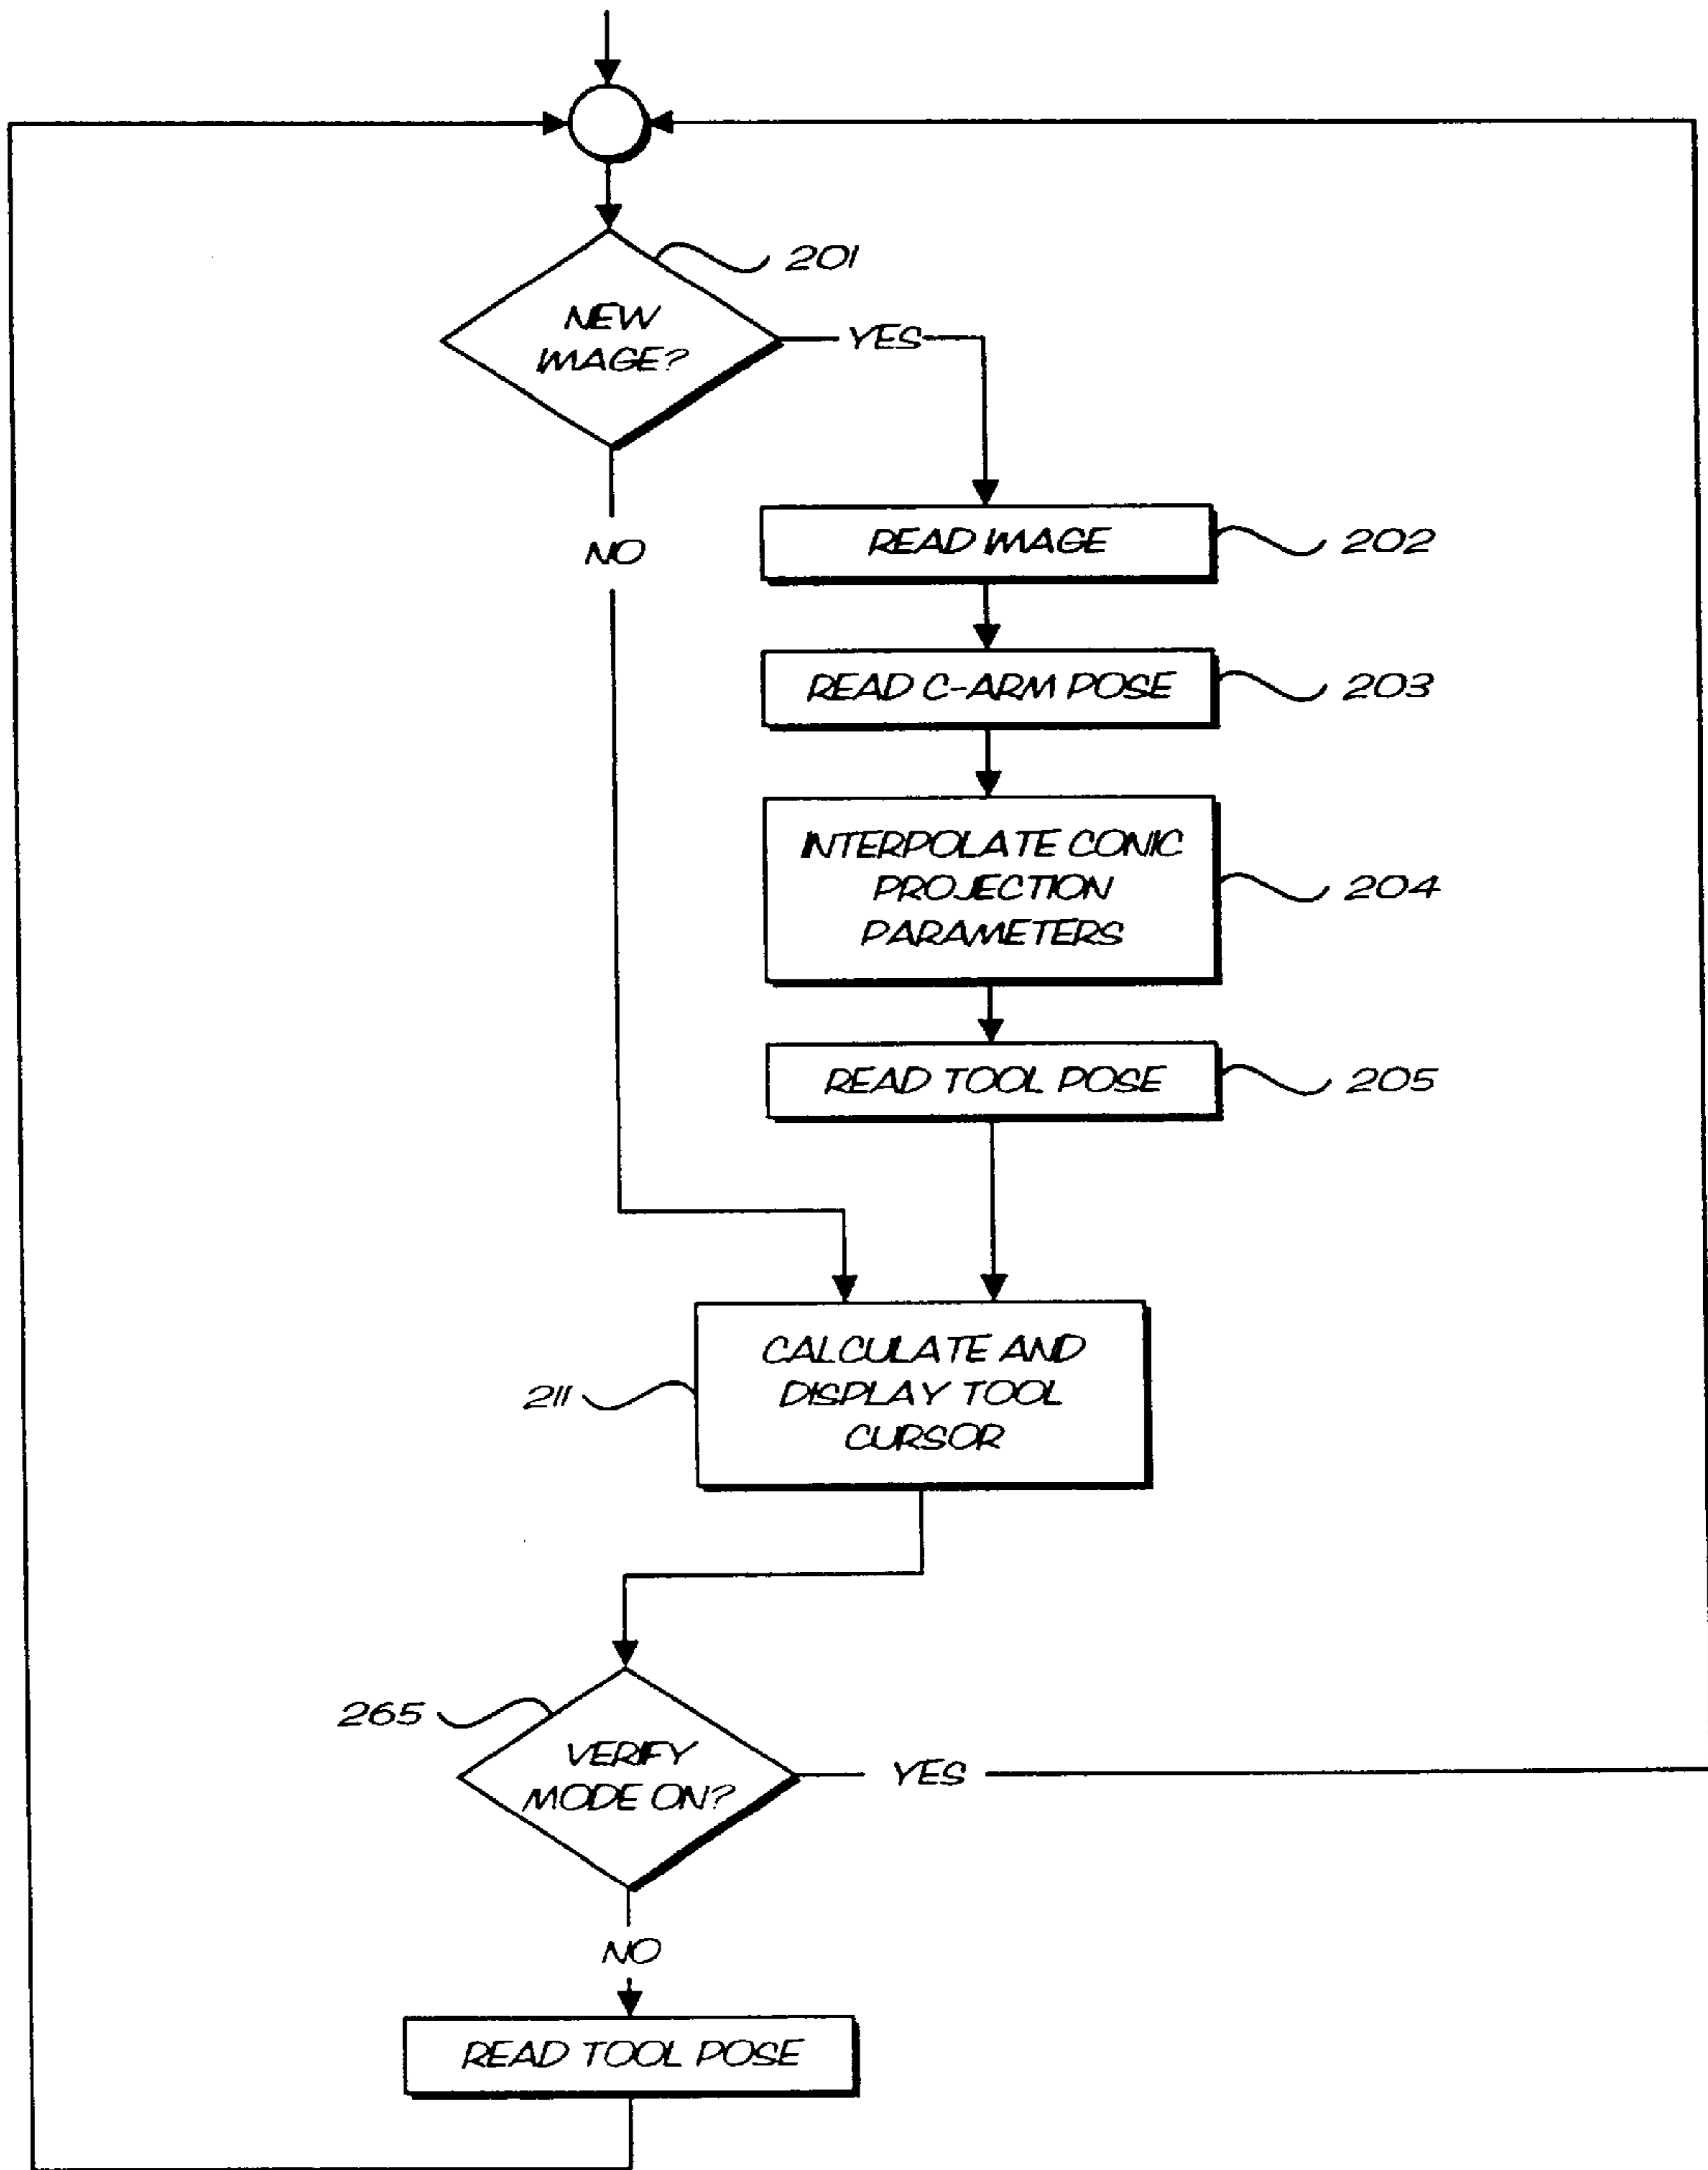 201
NEW
IMAGE?
YES
NO
READ IMAGE
202
READ C-ARM POSE
203
INTERPOLATE CONIC
PROJECTION
PARAMETERS
204
READ TOOL POSE
205
CALCULATE AND
DISPLAY TOOL
CURSOR
211
265
VERIFY
MODE ON?
YES
NO
READ TOOL POSE